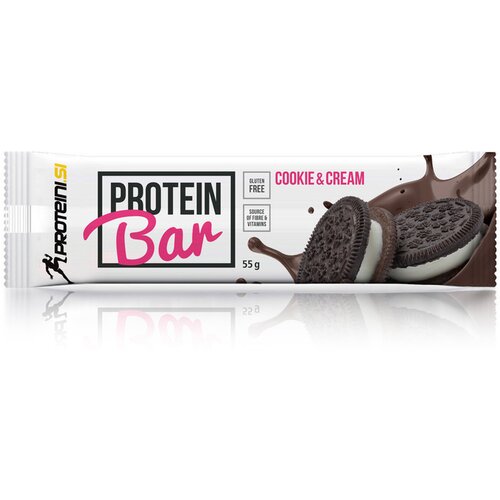 PROTEINI.SI
PROTEIN
Bar
GLUTEN
FREE
SOURCE
OF FIBRE &
VITAMINS
COOKIE & CREAM
55 g